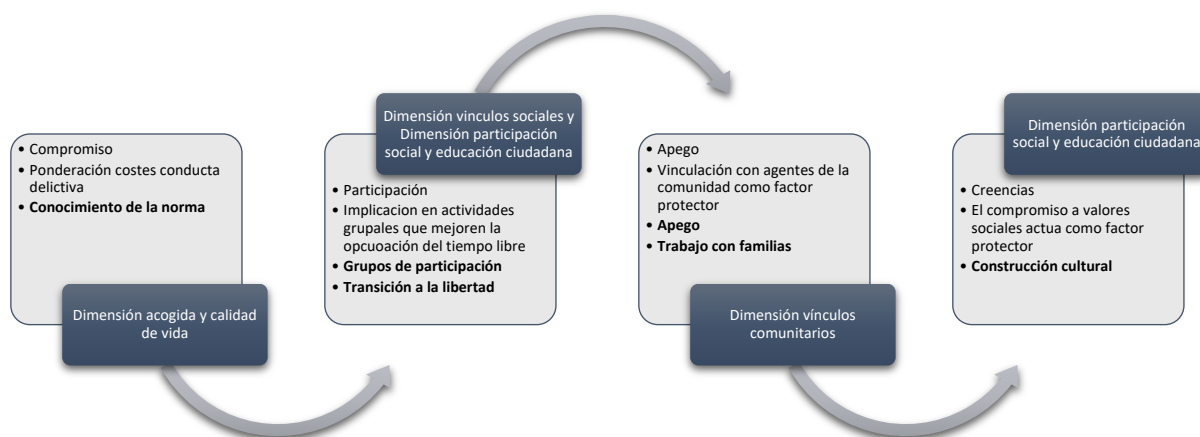 • Compromiso
• Ponderación costes conducta
delictiva
• Conocimiento de la norma
Dimensión acogida y calidad
de vida
Dimensión vinculos sociales y
Dimensión participación
social y educación ciudadana
• Participación
• Implicacion en actividades
grupales que mejoren la
opcuoación del tiempo libre
• Grupos de participación
• Transición a la libertad
• Apego
• Vinculación con agentes de la
comunidad como factor
protector
• Apego
• Trabajo con familias
Dimensión vínculos
comunitarios
Dimensión participación
social y educación ciudadana
• Creencias
• El compromiso a valores
sociales actua como factor
protector
• Construcción cultural